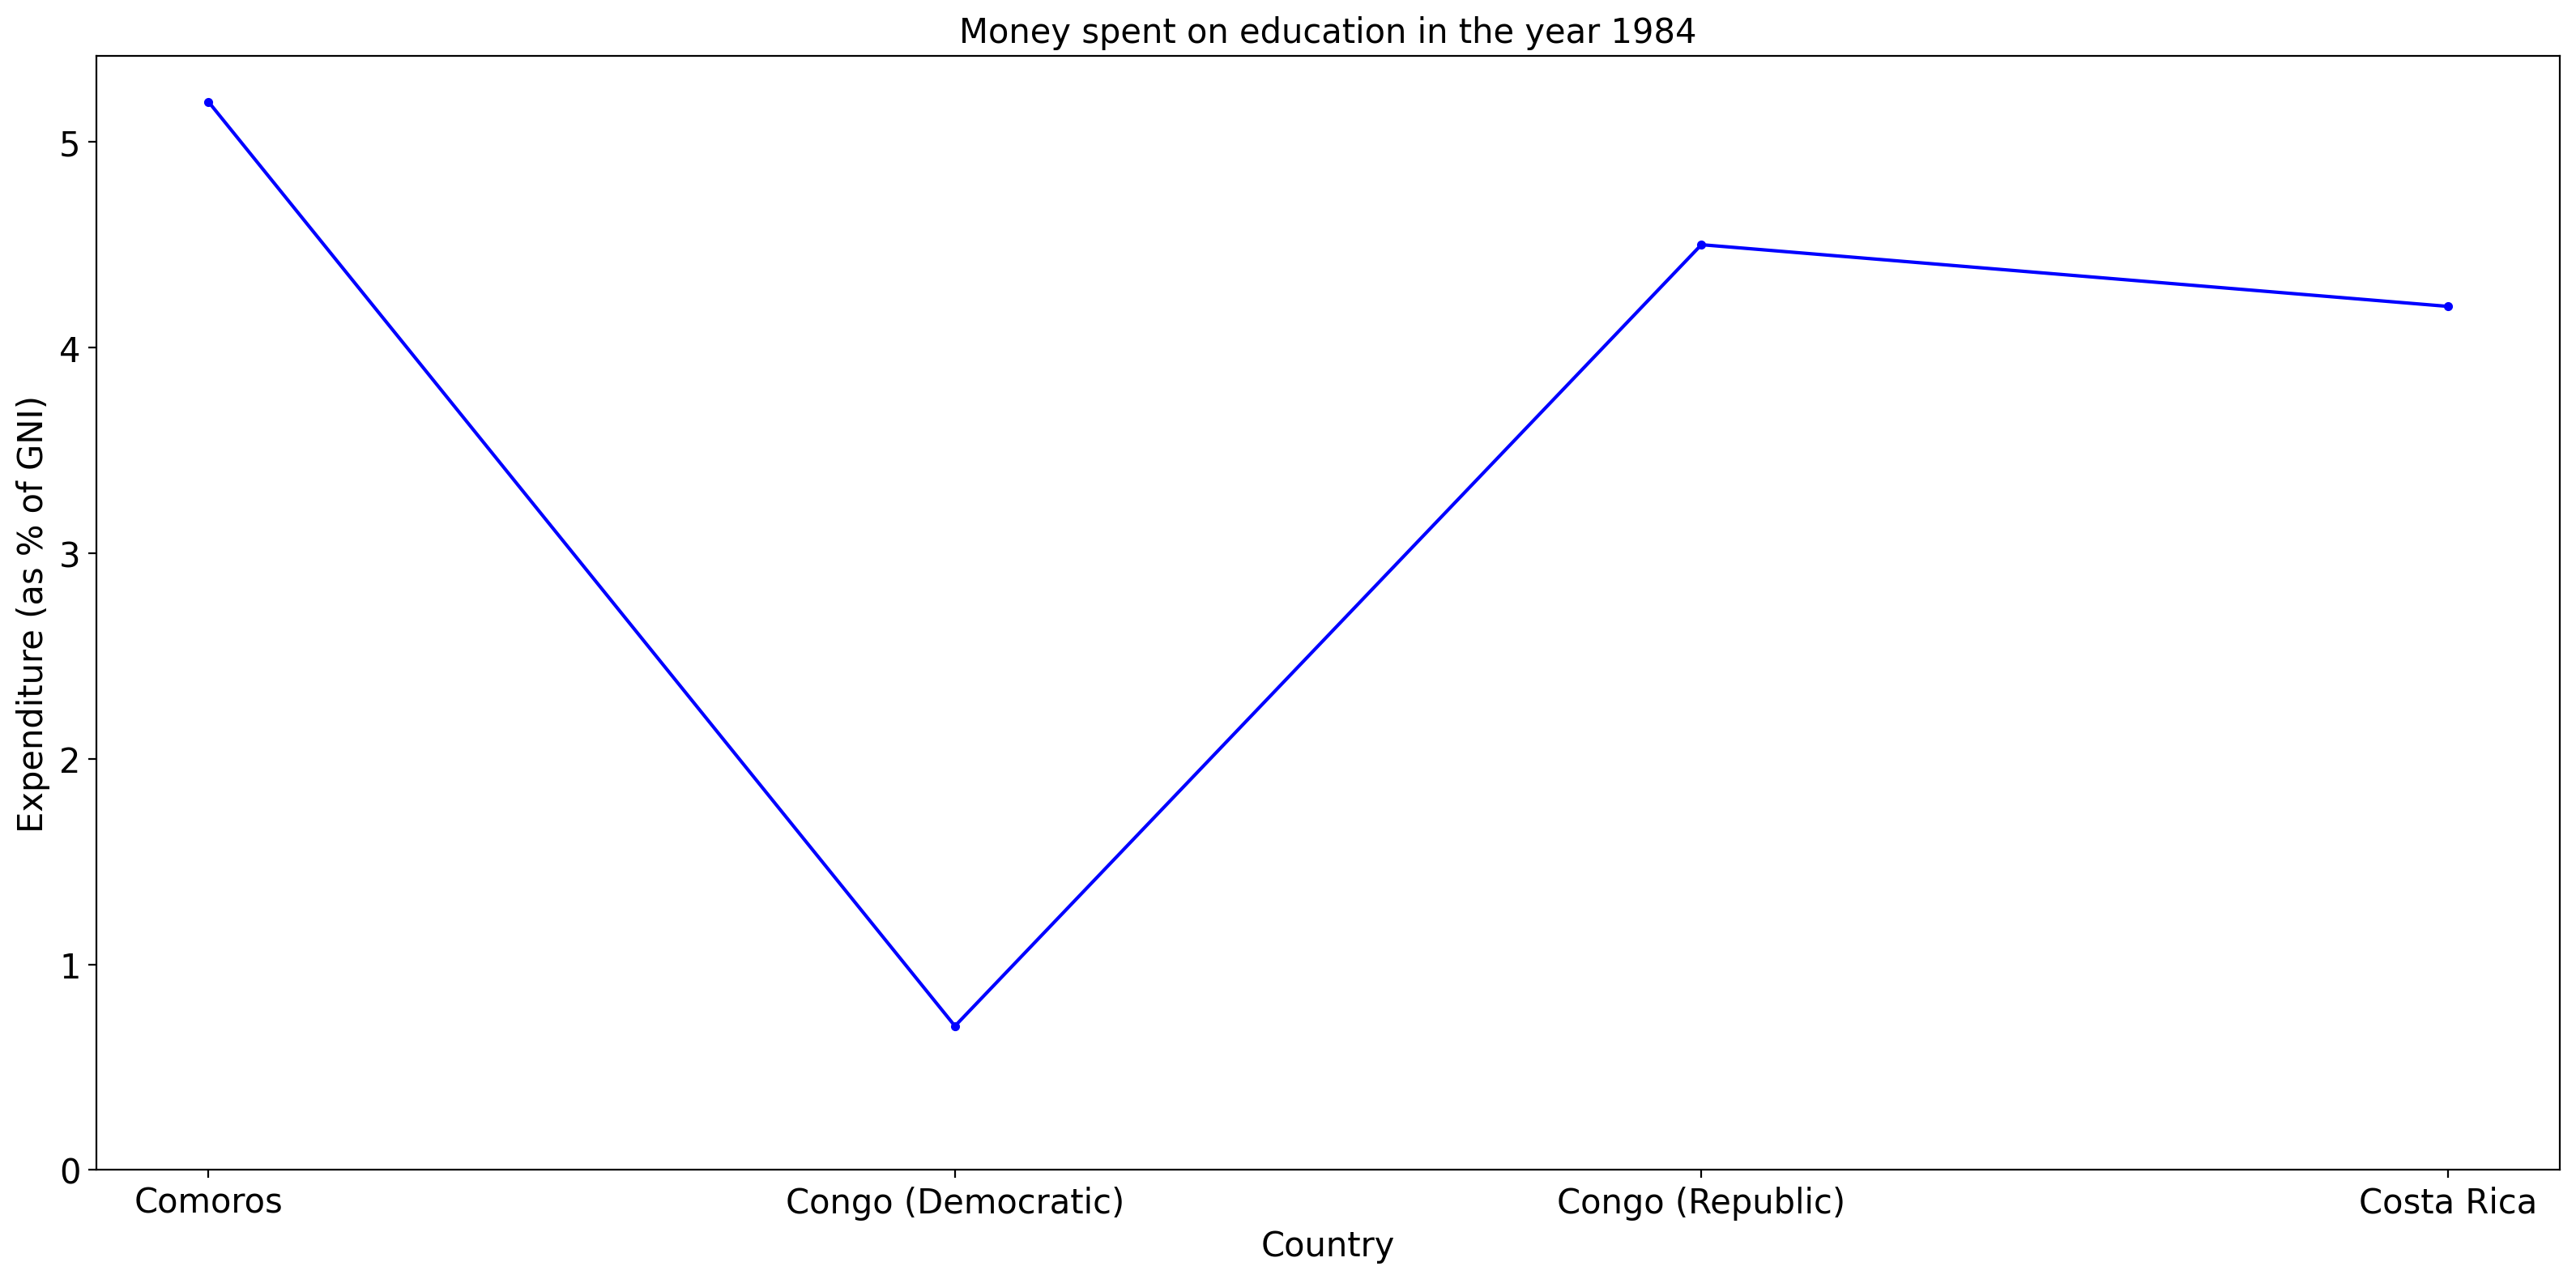 Money spent on education in the year 1984
Expenditure (as % of GNI)
5
4
3
2
1
0
Comoros Congo (Democratic) Congo (Republic) Costa Rica
Country